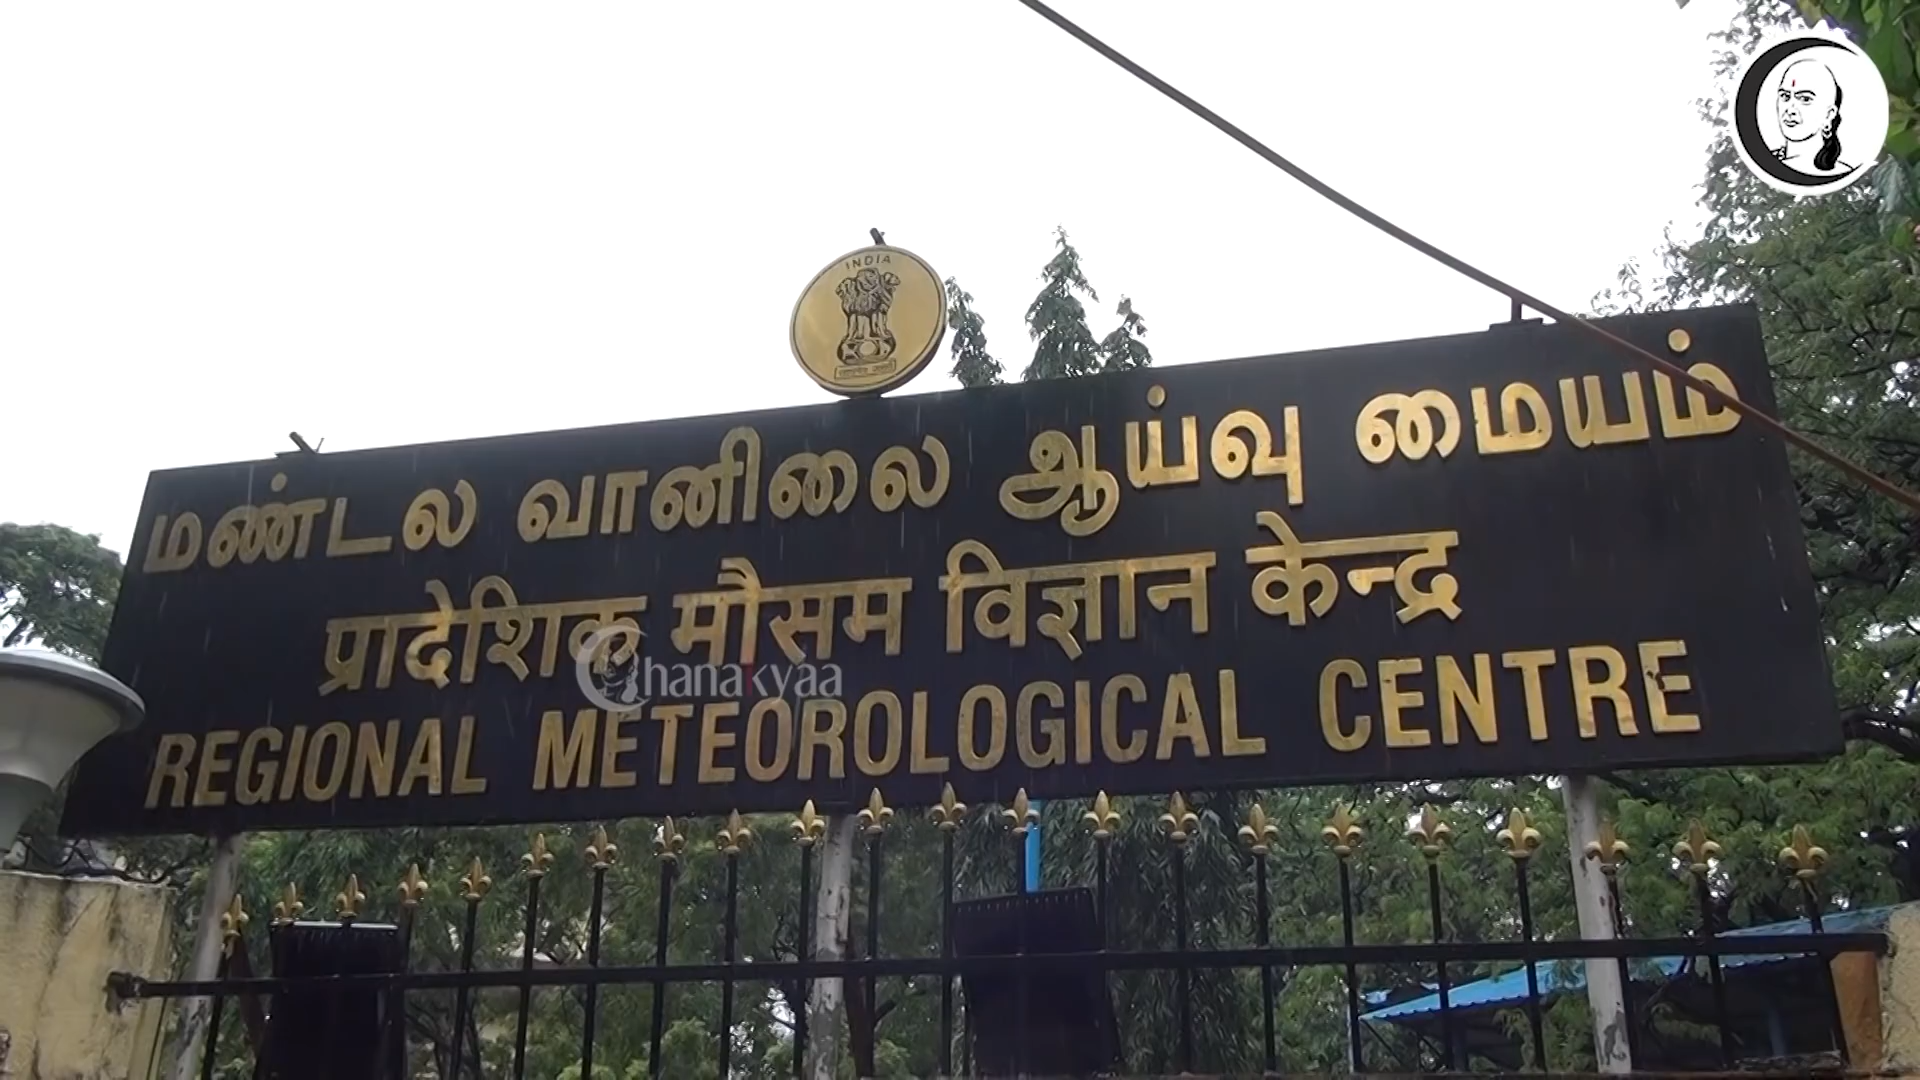 INDIA
மண்டல வானிலை ஆய்வு மையம்
प्रादेशिक मौसम विज्ञान केन्द्र
Chanakyaa
REGIONAL METEOROLOGICAL CENTRE